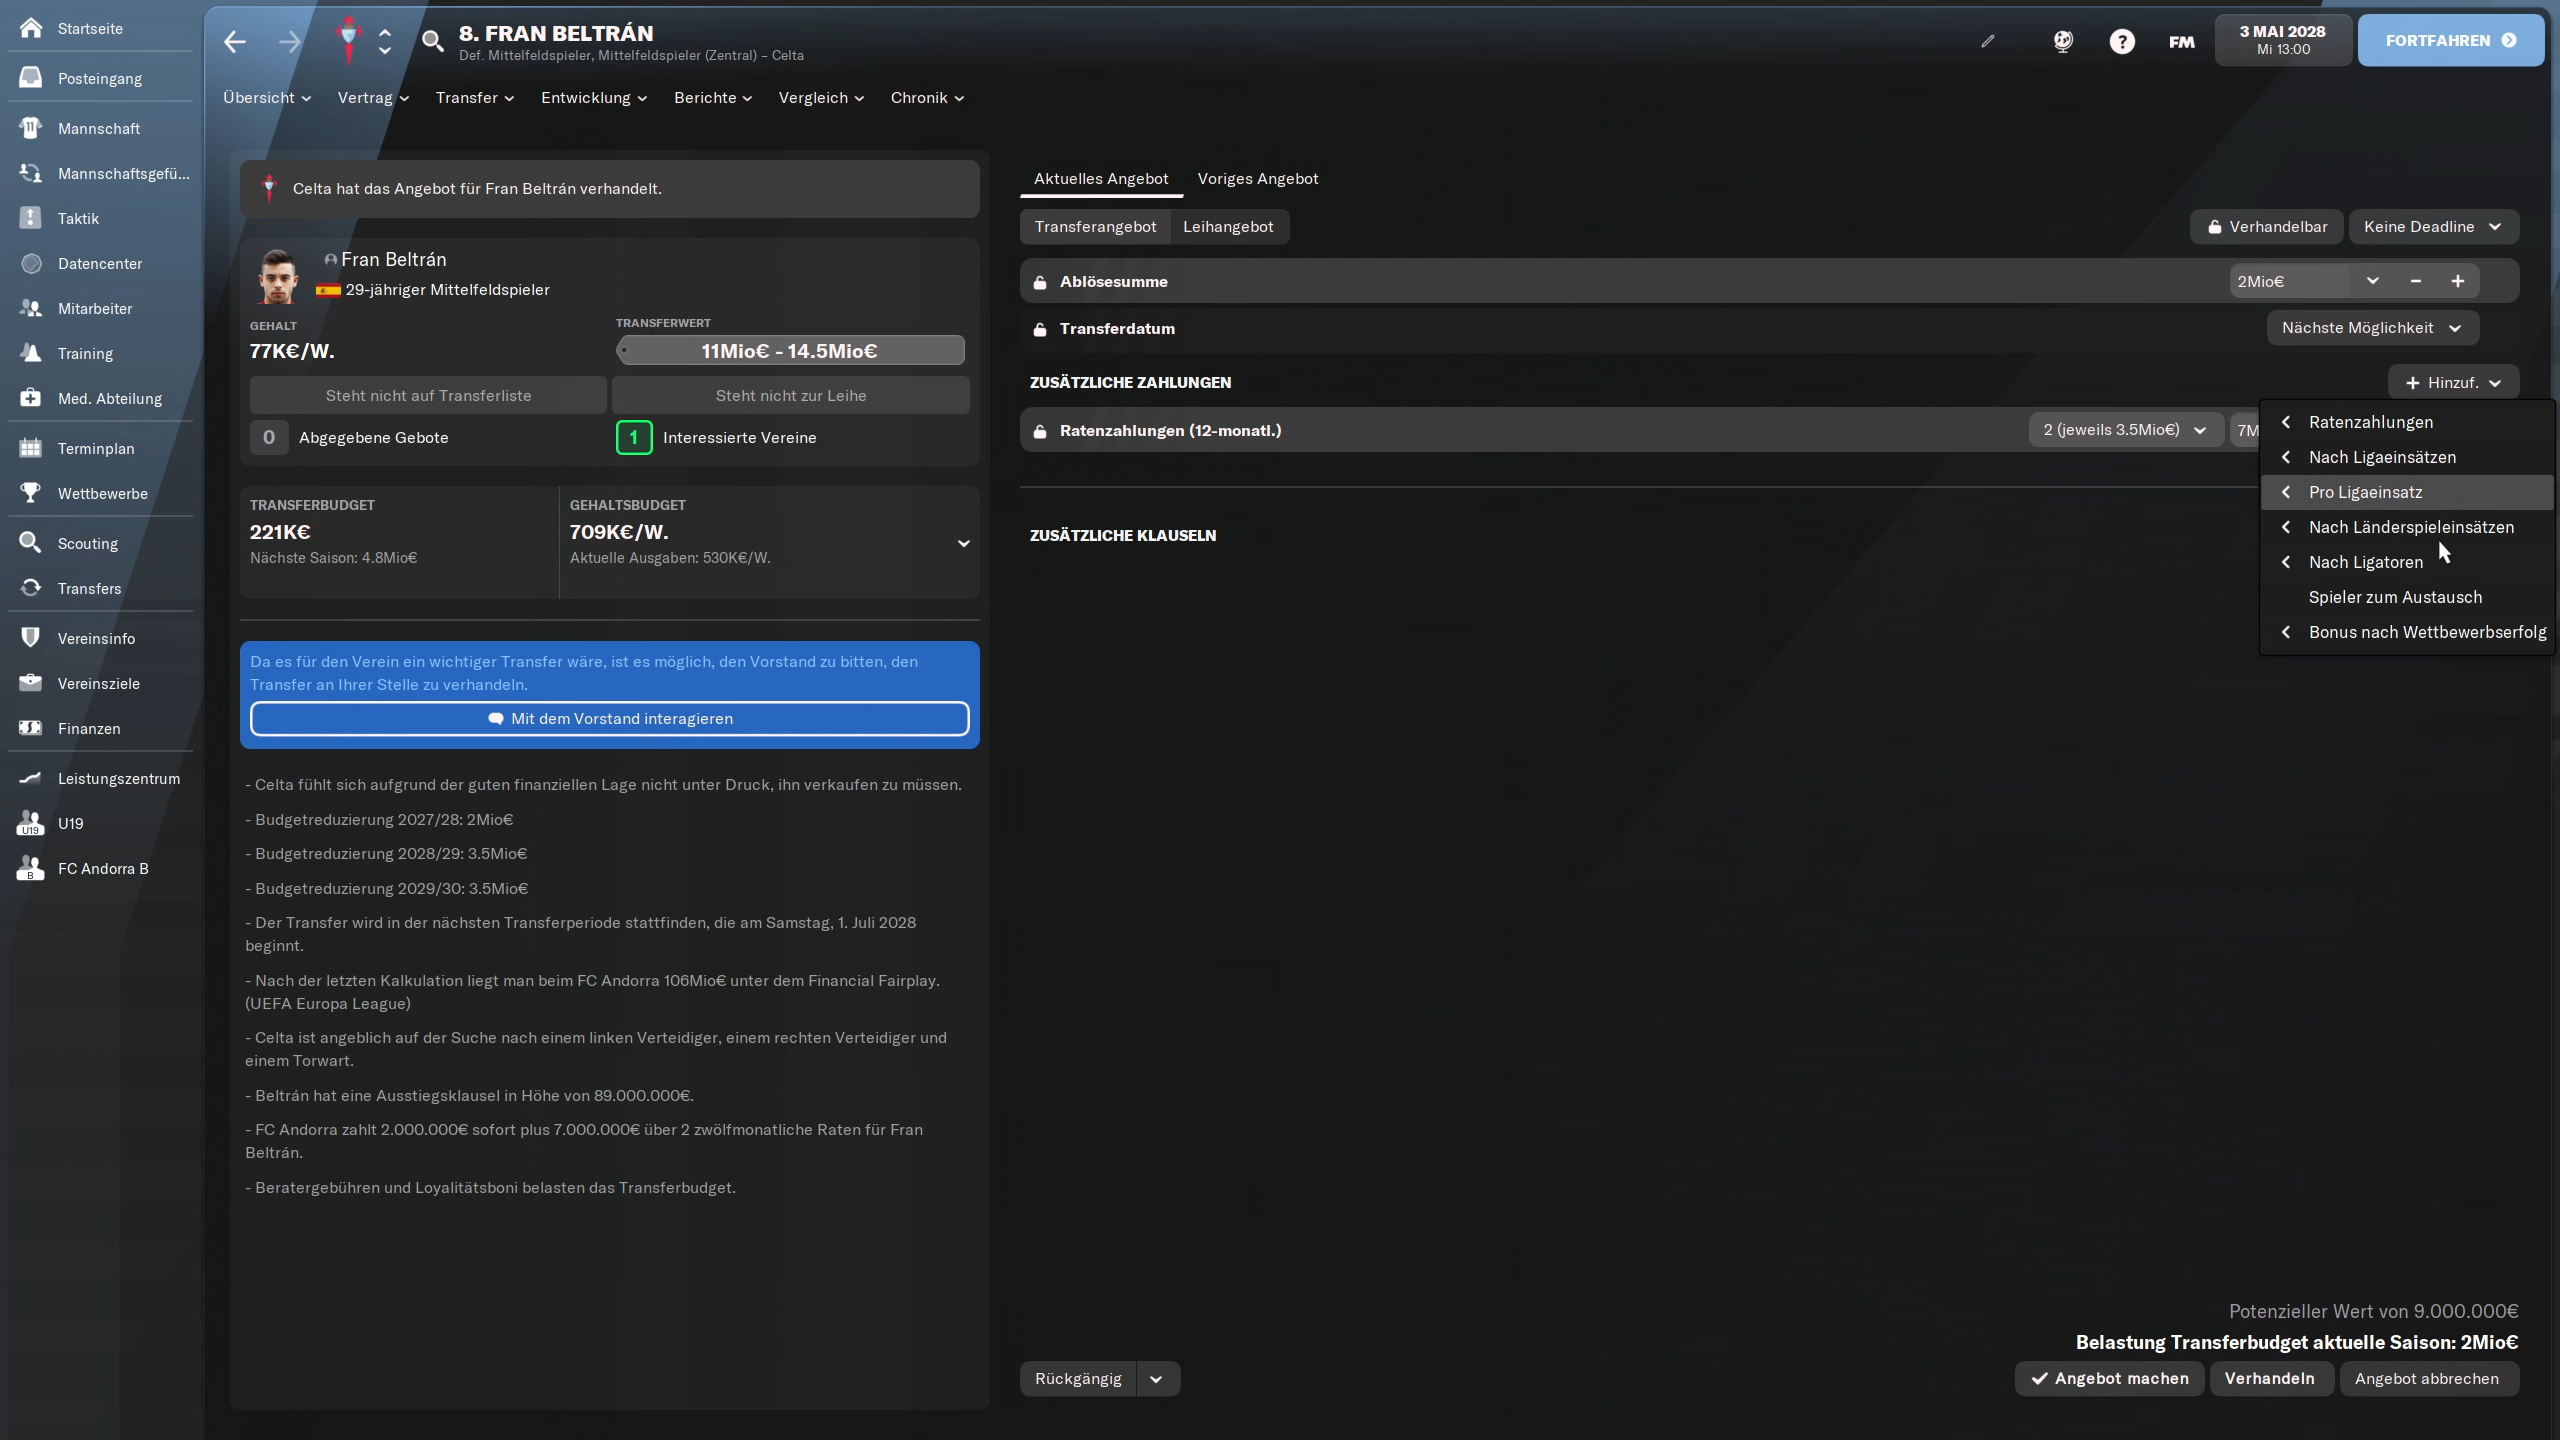 Startseite
Posteingang
Mannschaft
Mannschaftsgefü...
Taktik
Datencenter
Mitarbeiter
Training
Med. Abteilung
Terminplan
Wettbewerbe
Scouting
Transfers
Vereinsinfo
Vereinsziele
Finanzen
Leistungszentrum
U19
U19
B
FC Andorra B
8. FRAN BELTRÁN
Def. Mittelfeldspieler, Mittelfeldspieler (Zentral) – Celta
FM
3 MAI 2028
Mi 13:00
FORTFAHREN
Übersicht
Vertrag
Transfer
Entwicklung
Berichte
Vergleich
Chronik
Celta hat das Angebot für Fran Beltrán verhandelt.
Fran Beltrán
29-jähriger Mittelfeldspieler
GEHALT
77K€/W.
TRANSFERWERT
11Mio€ - 14.5Mio€
Steht nicht auf Transferliste
Steht nicht zur Leihe
0 Abgegebene Gebote
1 Interessierte Vereine
TRANSFERBUDGET
221K€
Nächste Saison: 4.8Mio€
GEHALTSBUDGET
709K€/W.
Aktuelle Ausgaben: 530K€/W.
Da es für den Verein ein wichtiger Transfer wäre, ist es möglich, den Vorstand zu bitten, den
Transfer an Ihrer Stelle zu verhandeln.
Mit dem Vorstand interagieren
- Celta fühlt sich aufgrund der guten finanziellen Lage nicht unter Druck, ihn verkaufen zu müssen.
- Budgetreduzierung 2027/28: 2Mio€
- Budgetreduzierung 2028/29: 3.5Mio€
- Budgetreduzierung 2029/30: 3.5Mio€
- Der Transfer wird in der nächsten Transferperiode stattfinden, die am Samstag, 1. Juli 2028
beginnt.
- Nach der letzten Kalkulation liegt man beim FC Andorra 106Mio€ unter dem Financial Fairplay.
(UEFA Europa League)
- Celta ist angeblich auf der Suche nach einem linken Verteidiger, einem rechten Verteidiger und
einem Torwart.
- Beltrán hat eine Ausstiegsklausel in Höhe von 89.000.000€.
- FC Andorra zahlt 2.000.000€ sofort plus 7.000.000€ über 2 zwölfmonatliche Raten für Fran
Beltrán.
- Beratergebühren und Loyalitätsboni belasten das Transferbudget.
Aktuelles Angebot
Voriges Angebot
Transferangebot
Leihangebot
Verhandelbar
Keine Deadline
Ablösesumme
2Mio€
Transferdatum
Nächste Möglichkeit
ZUSÄTZLICHE ZAHLUNGEN
Hinzuf.
Ratenzahlungen (12-monatl.)
2 (jeweils 3.5Mio€)
7M
Ratenzahlungen
Nach Ligaeinsätzen
Pro Ligaeinsatz
Nach Länderspieleinsätzen
Nach Ligatoren
Spieler zum Austausch
Bonus nach Wettbewerbserfolg
ZUSÄTZLICHE KLAUSELN
Potenzieller Wert von 9.000.000€
Belastung Transferbudget aktuelle Saison: 2Mio€
Rückgängig
Angebot machen
Verhandeln
Angebot abbrechen